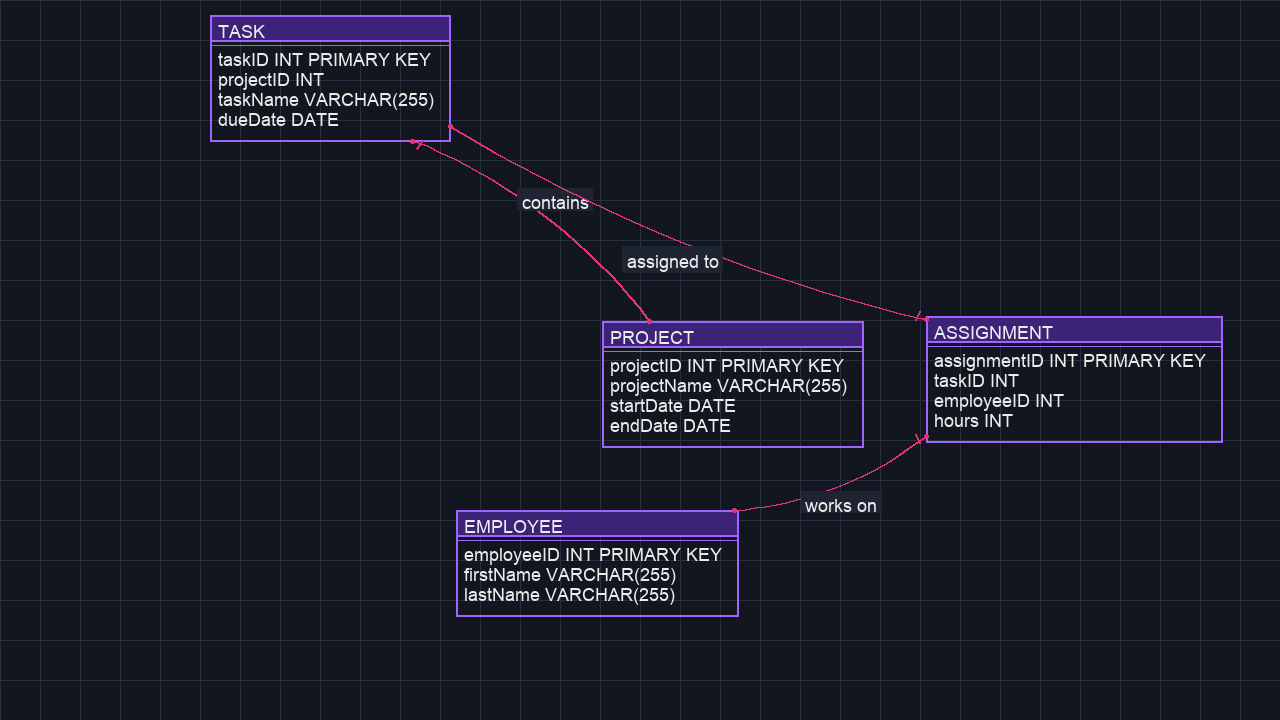 TASK
taskID INT PRIMARY KEY
projectID INT
taskName VARCHAR(255)
dueDate DATE
contains
assigned to
PROJECT
projectID INT PRIMARY KEY
projectName VARCHAR(255)
startDate DATE
endDate DATE
ASSIGNMENT
assignmentID INT PRIMARY KEY
taskID INT
employeeID INT
hours INT
works on
EMPLOYEE
employeeID INT PRIMARY KEY
firstName VARCHAR(255)
lastName VARCHAR(255)